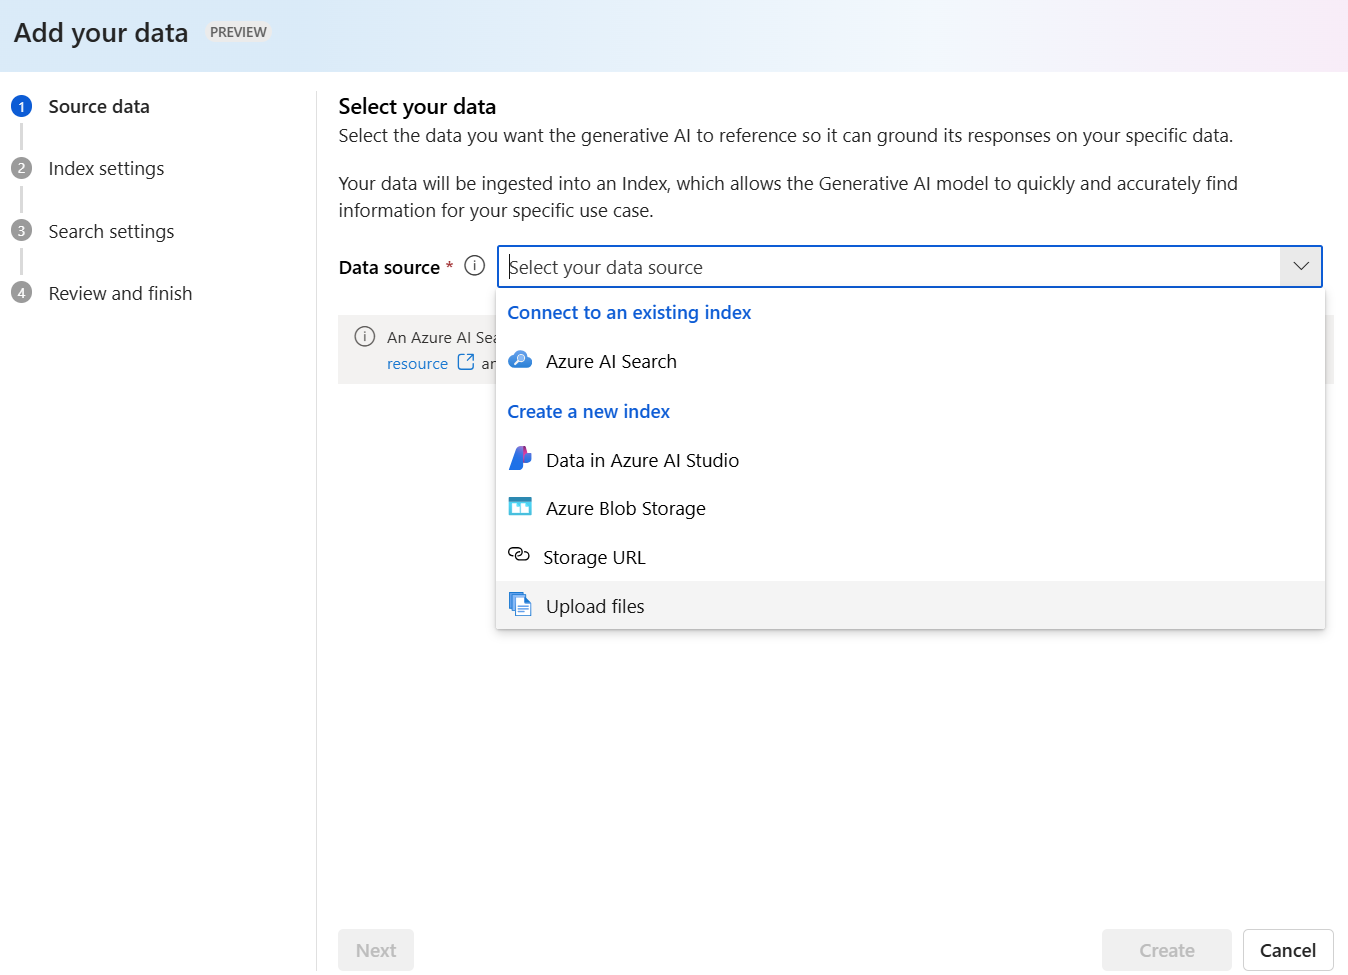 Add your data PREVIEW
1 Source data
2 Index settings
3 Search settings
4 Review and finish
Select your data
Select the data you want the generative AI to reference so it can ground its responses on your specific data.
Your data will be ingested into an Index, which allows the Generative AI model to quickly and accurately find
information for your specific use case.
Data source * Select your data source
An Azure AI
resource
Connect to an existing index
Azure AI Search
Create a new index
Data in Azure AI Studio
Azure Blob Storage
Storage URL
Upload files
Next
Create
Cancel